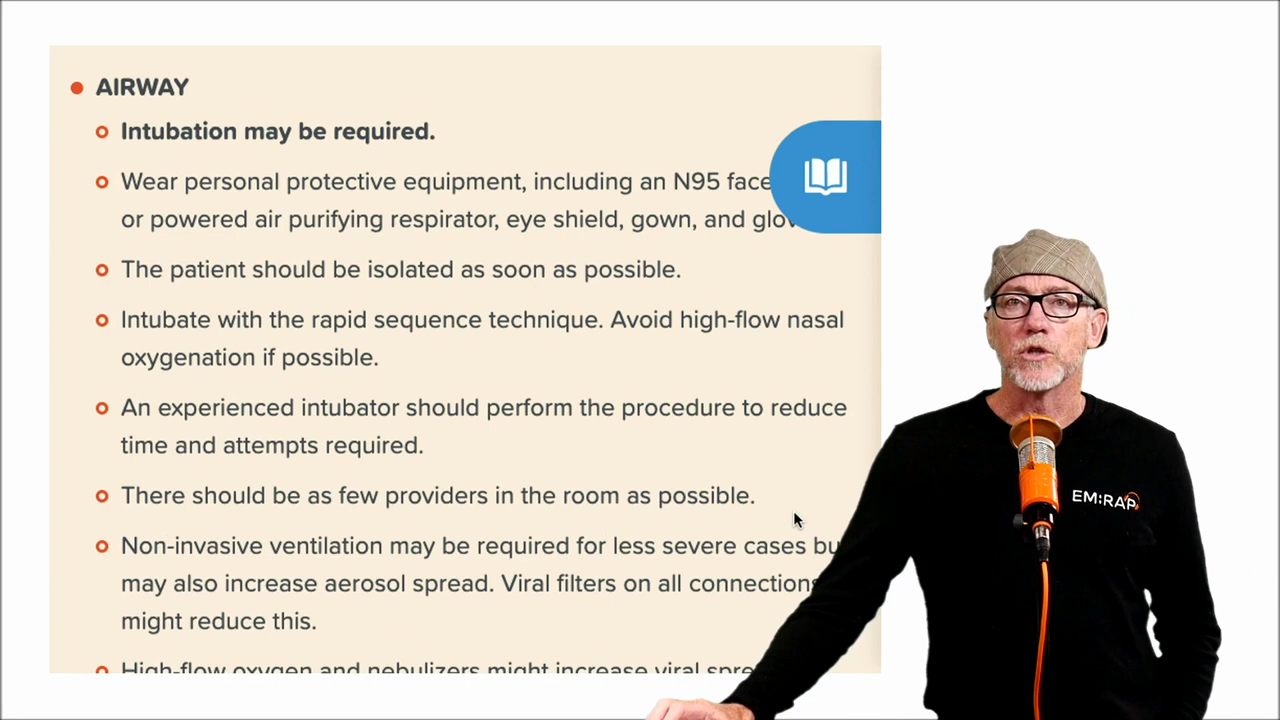 AIRWAY
Intubation may be required.
Wear personal protective equipment, including an N95 face
or powered air purifying respirator, eye shield, gown, and
The patient should be isolated as soon as possible.
Intubate with the rapid sequence technique. Avoid high-flow nasal
oxygenation if possible.
An experienced intubator should perform the procedure to reduce
time and attempts required.
There should be as few providers in the room as possible.
Non-invasive ventilation may be required for less severe cases
may also increase aerosol spread. Viral filters on all connections
might reduce this.
High-flow oxygen and nebulizers might increase viral
EM:RAP